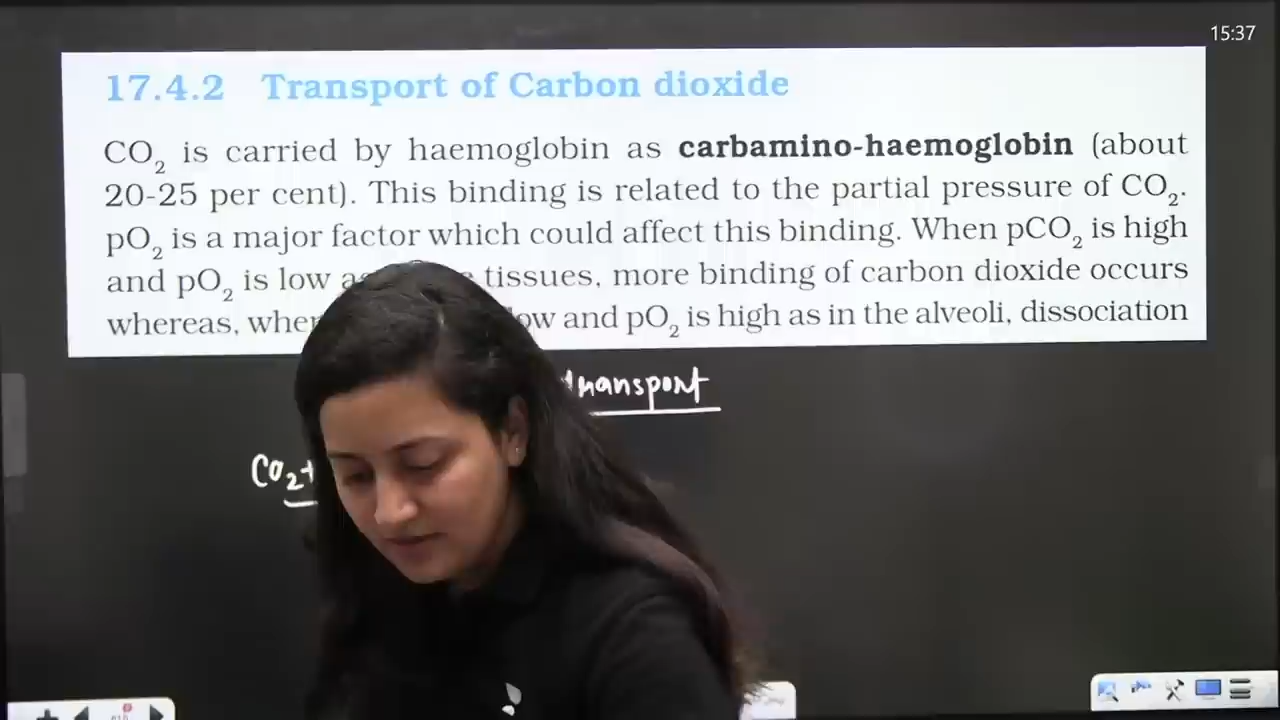 15:37
17.4.2 Transport of Carbon dioxide
CO₂ is carried by haemoglobin as carbamino-haemoglobin (about
20-25 per cent). This binding is related to the partial pressure of CO₂.
pO₂ is a major factor which could affect this binding. When pCO₂ is high
and pO₂ is low tissues, more binding of carbon dioxide occurs
whereas, and pO₂ is high as in the alveoli, dissociation
transport
CO₂+